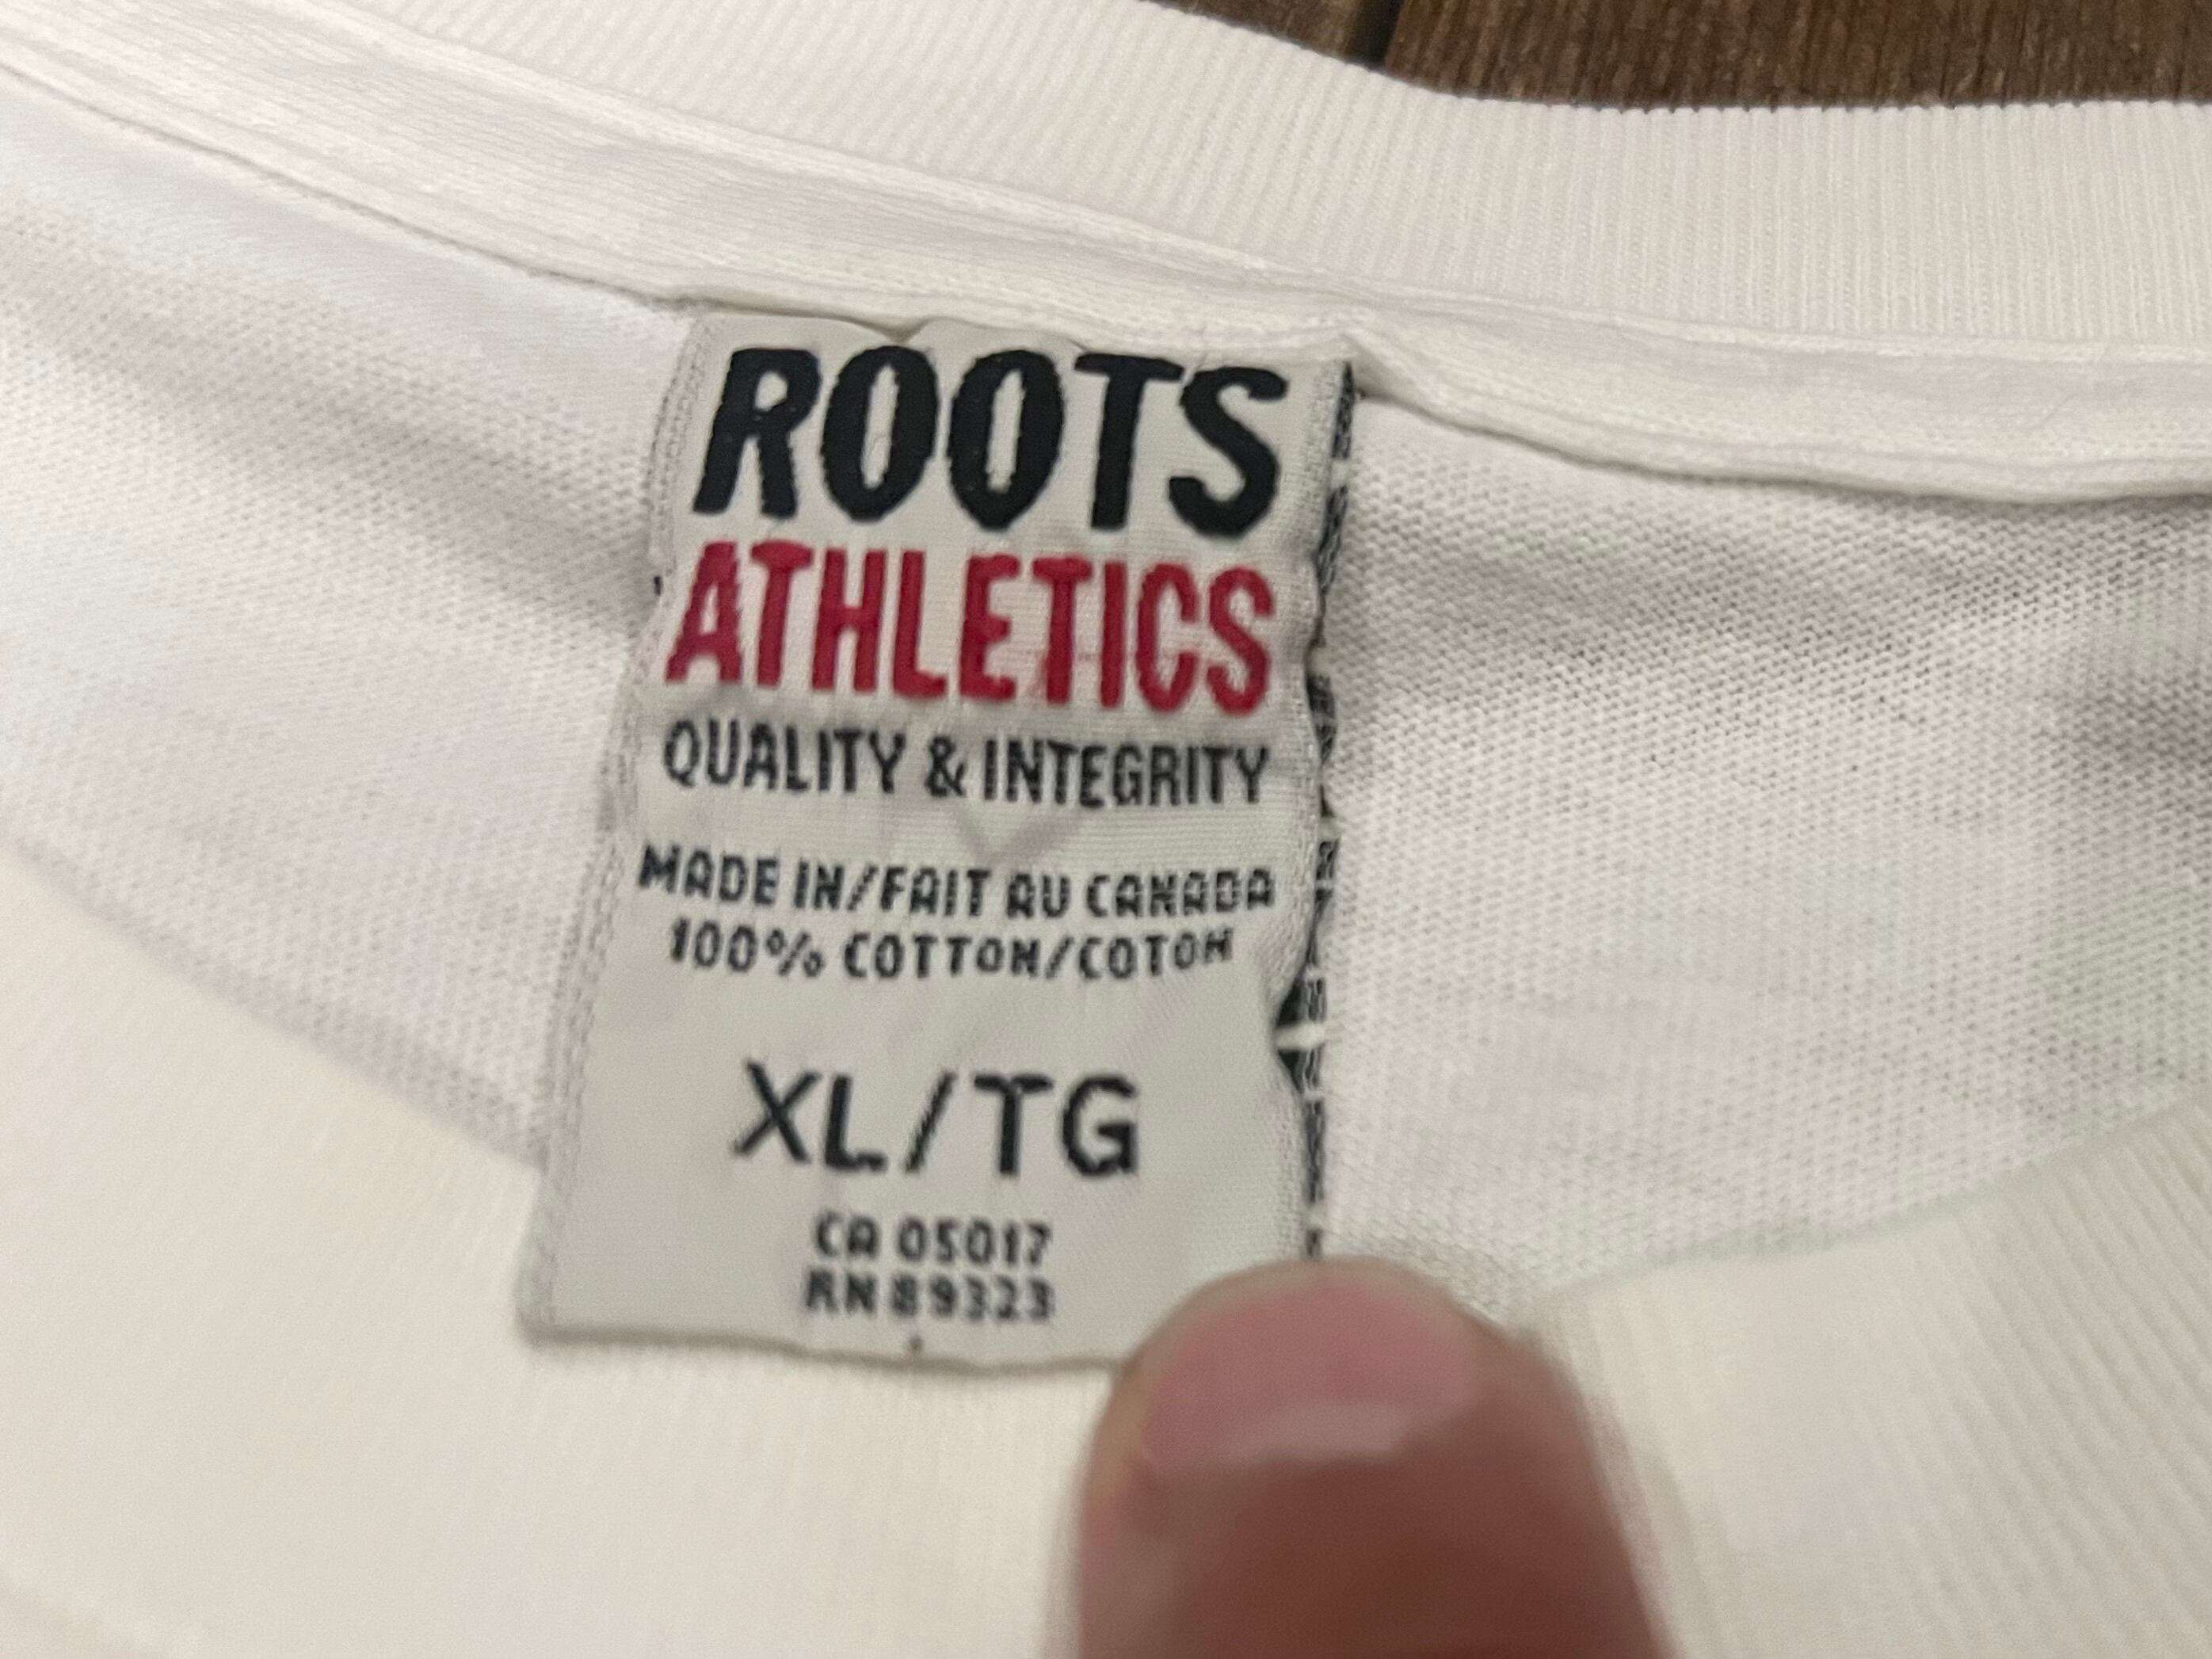 ROOTS
ATHLETICS
QUALITY & INTEGRITY
MADE IN/FAIT AU CANADA
100% COTTON/COTON
XL/TG
CA 05017
RN 89323